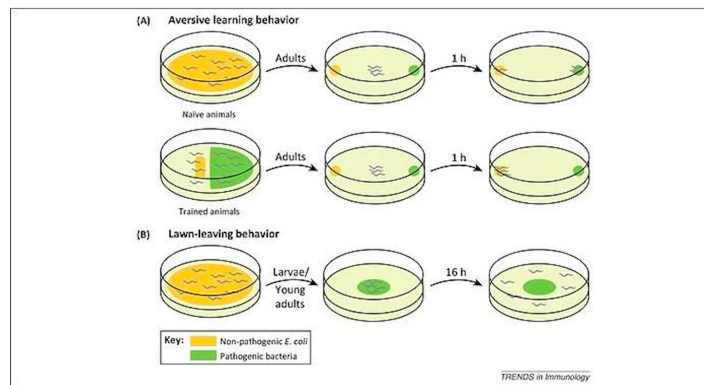 (A) Aversive learning behavior
Adults
1 h
Naïve animals
Adults
1 h
Trained animals
(B) Lawn-leaving behavior
Larvae/
Young
adults
16 h
Key:
Non-pathogenic E. coli
Pathogenic bacteria
TRENDS in Immunology